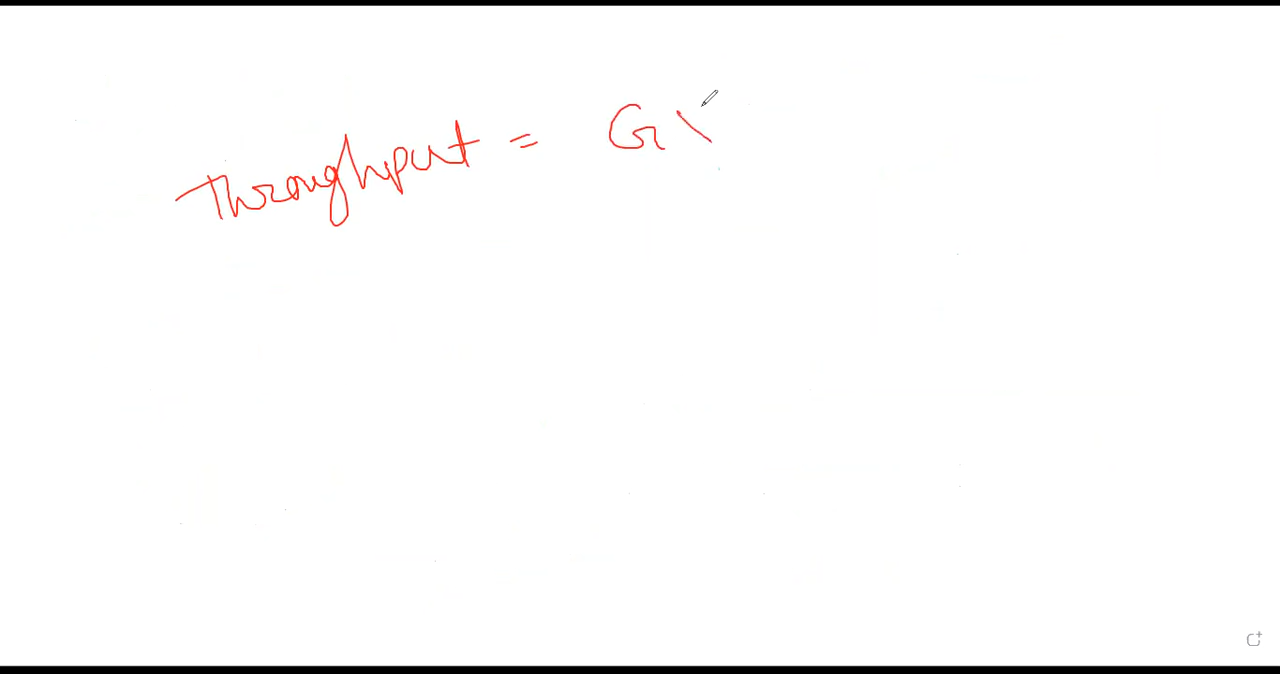 Throughput = G \